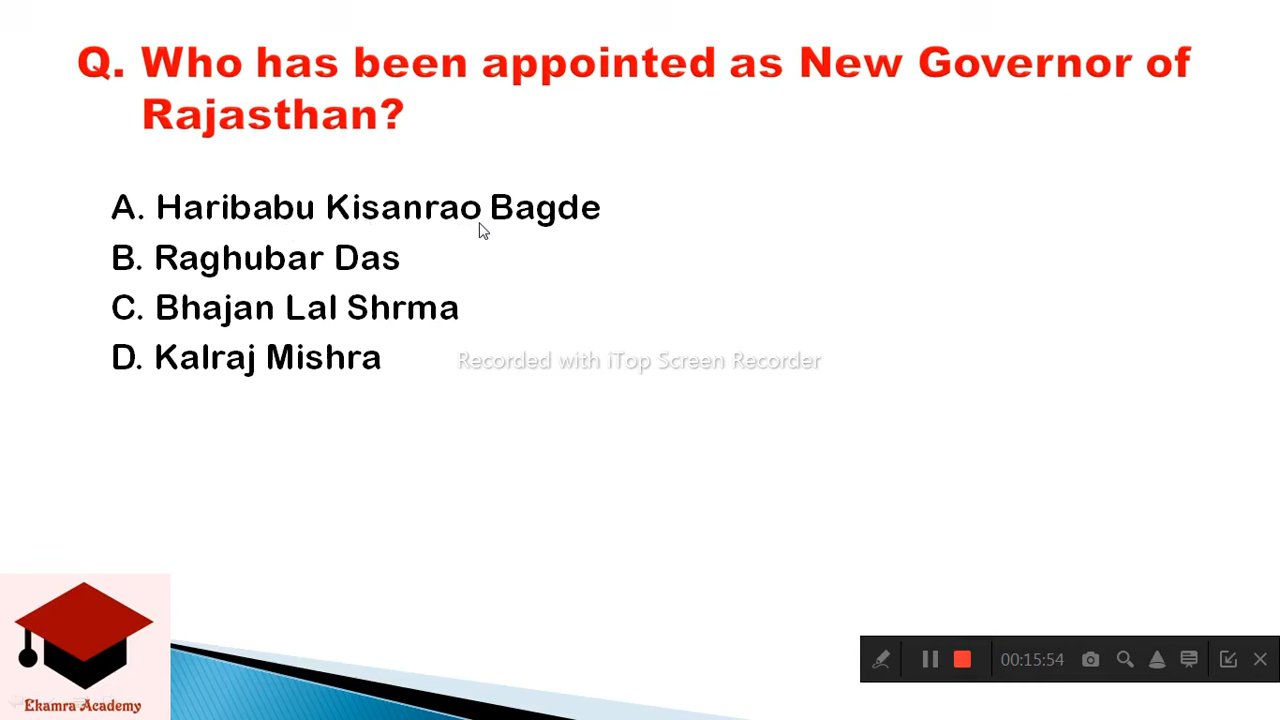 Q. Who has been appointed as New Governor of
Rajasthan?
A. Haribabu Kisanrao Bagde
B. Raghubar Das
C. Bhajan Lal Shrma
D. Kalraj Mishra
Recorded with iTop Screen Recorder
00:15:54
Ekamra Academy